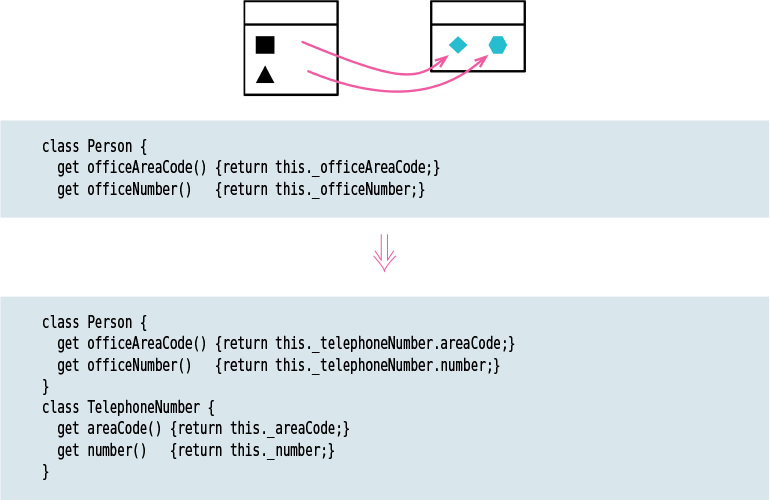 class Person {
  get officeAreaCode() {return this._officeAreaCode;}
  get officeNumber()   {return this._officeNumber;}
class Person {
  get officeAreaCode() {return this._telephoneNumber.areaCode;}
  get officeNumber()   {return this._telephoneNumber.number;}
}
class TelephoneNumber {
  get areaCode() {return this._areaCode;}
  get number()   {return this._number;}
}